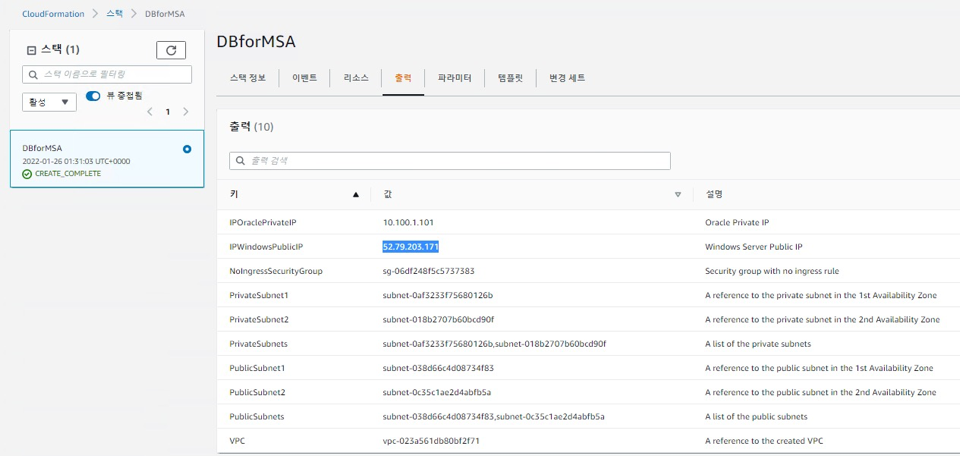 CloudFormation > 스택 > DBforMSA
스택 (1)
스택 이름으로 필터링
활성 ▼ 뷰 중첩됨
< 1 >
DBforMSA
2022-01-26 01:31:03 UTC+0000
CREATE_COMPLETE
DBforMSA
스택 정보 이벤트 리소스 출력 파라미터 템플릿 변경 세트
출력 (10)
출력 검색
키 ▲ 값 ▽ 설명
IPOraclePrivateIP 10.100.1.101 Oracle Private IP
IPWindowsPublicIP 52.79.203.171 Windows Server Public IP
NoIngressSecurityGroup sg-06df248f5c5737383 Security group with no ingress rule
PrivateSubnet1 subnet-0af3233f75680126b A reference to the private subnet in the 1st Availability Zone
PrivateSubnet2 subnet-018b2707b60bcd90f A reference to the private subnet in the 2nd Availability Zone
PrivateSubnets subnet-0af3233f75680126b,subnet-018b2707b60bcd90f A list of the private subnets
PublicSubnet1 subnet-038d66c4d08734f83 A reference to the public subnet in the 1st Availability Zone
PublicSubnet2 subnet-0c35c1ae2d4abfb5a A reference to the public subnet in the 2nd Availability Zone
PublicSubnets subnet-038d66c4d08734f83,subnet-0c35c1ae2d4abfb5a A list of the public subnets
VPC vpc-023a561db80bf2f71 A reference to the created VPC